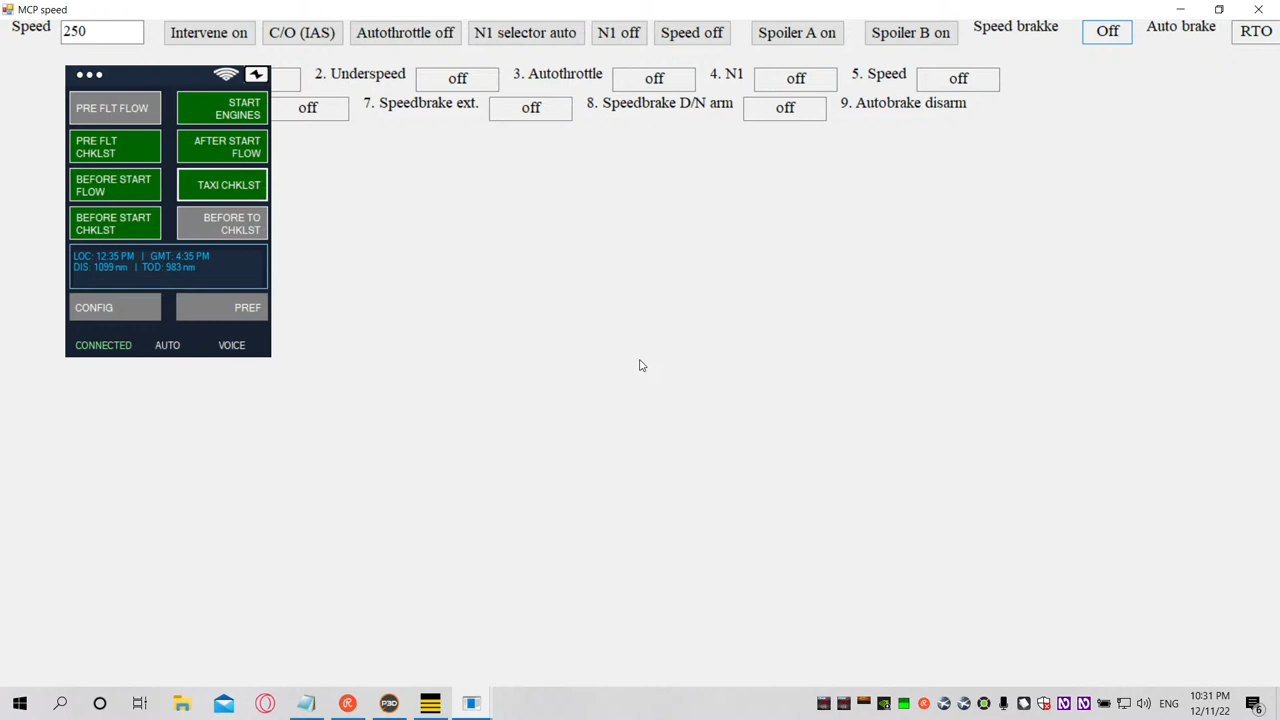 MCP speed
Speed 250 Intervene on C/O (IAS) Autothrottle off N1 selector auto N1 off Speed off Spoiler A on Spoiler B on Speed brakke Off Auto brake RTO
2. Underspeed off 3. Autothrottle off 4. N1 off 5. Speed off
off 7. Speedbrake ext. off 8. Speedbrake D/N arm off 9. Autobrake disarm
PRE FLT FLOW
START
ENGINES
PRE FLT
CHKLST
AFTER START
FLOW
BEFORE START
FLOW
TAXI CHKLST
BEFORE START
CHKLST
BEFORE TO
CHKLST
LOC: 12:35 PM | GMT: 4:35 PM
DIS: 1099 nm | TOD: 983 nm
CONFIG PREF
CONNECTED AUTO VOICE
P3D
ENG
10:31 PM
12/11/22
6